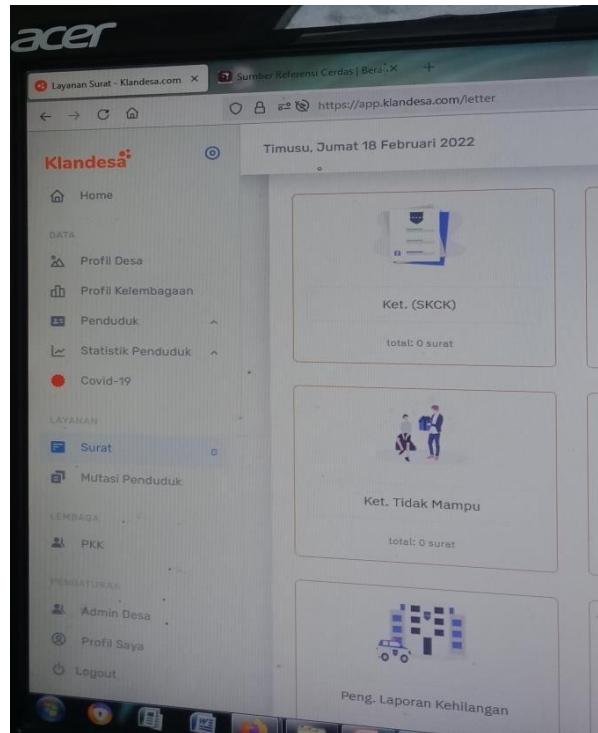 acer
Layanan Surat - Klandesa.com
Sumber Referensi Cerdas | Bera
https://app.klandesa.com/letter
Klandesa
Timusu, Jumat 18 Februari 2022
Home
DATA
Profil Desa
Profil Kelembagaan
Penduduk
Statistik Penduduk
Covid-19
LAYANAN
Surat
0
Mutasi Penduduk
LEMBAGA
PKK
PENGATURAN
Admin Desa
Profil Saya
Logout
Ket. (SKCK)
total: 0 surat
Ket. Tidak Mampu
total: 0 surat
Peng. Laporan Kehilangan